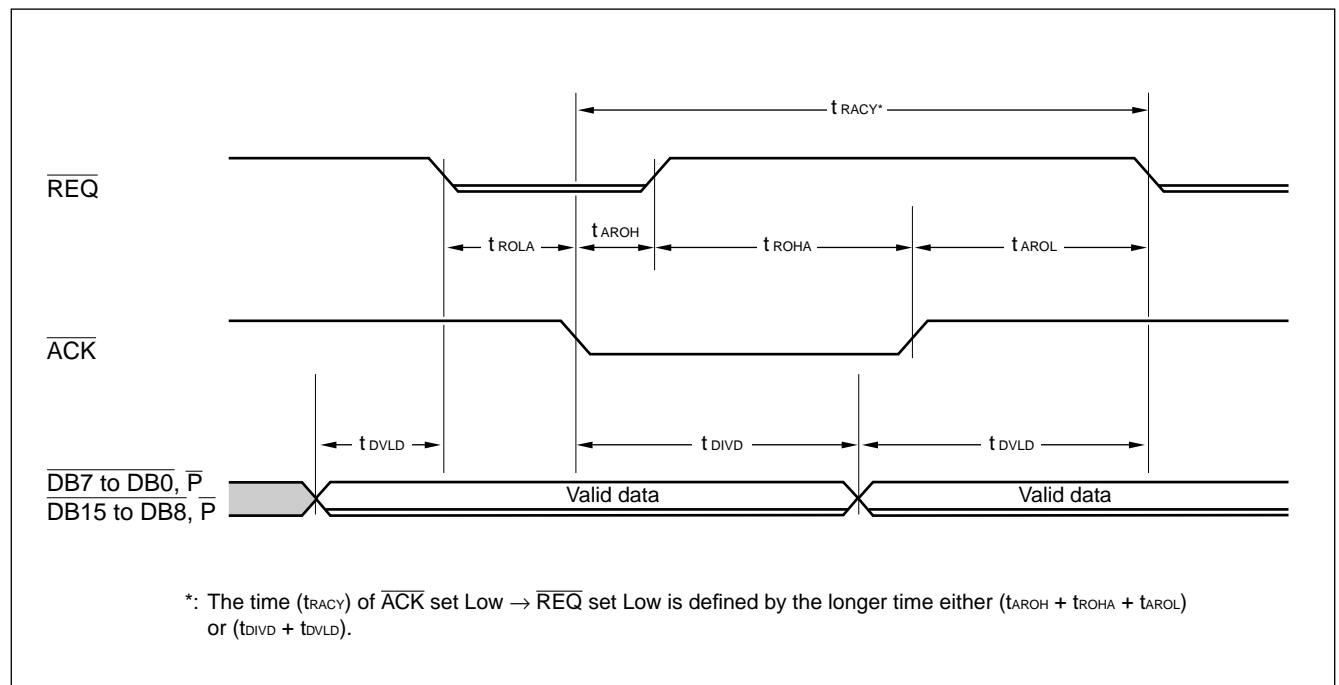 t RACY*
REQ
t ROLA
t AROH
t ROHA
t AROL
ACK
t DVLD
t DIVD
t DVLD
DB7 to DB0, P
DB15 to DB8, P
Valid data
Valid data
*: The time (tRACY) of ACK set Low → REQ set Low is defined by the longer time either (tAROH + tROHA + tAROL)
or (tDIVD + tDVLD).